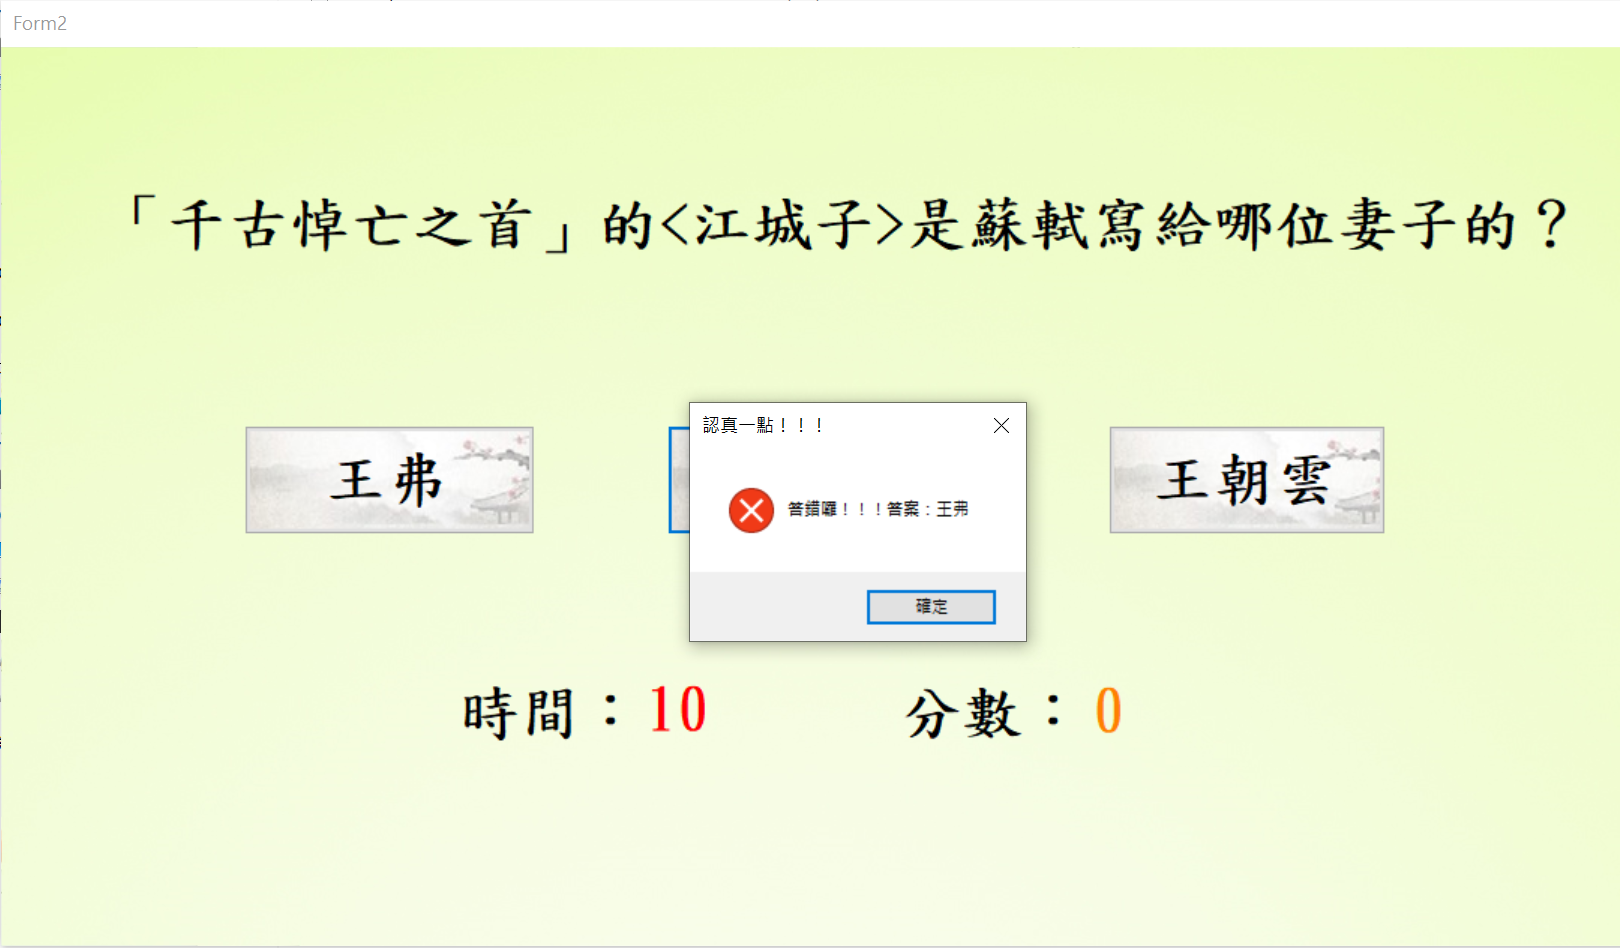 Form2
「千古悼亡之首」的<江城子>是蘇軾寫給哪位妻子的？
王弗
王朝雲
認真一點！！！
答錯囉！！！答案：王弗
確定
時間：10
分數：0